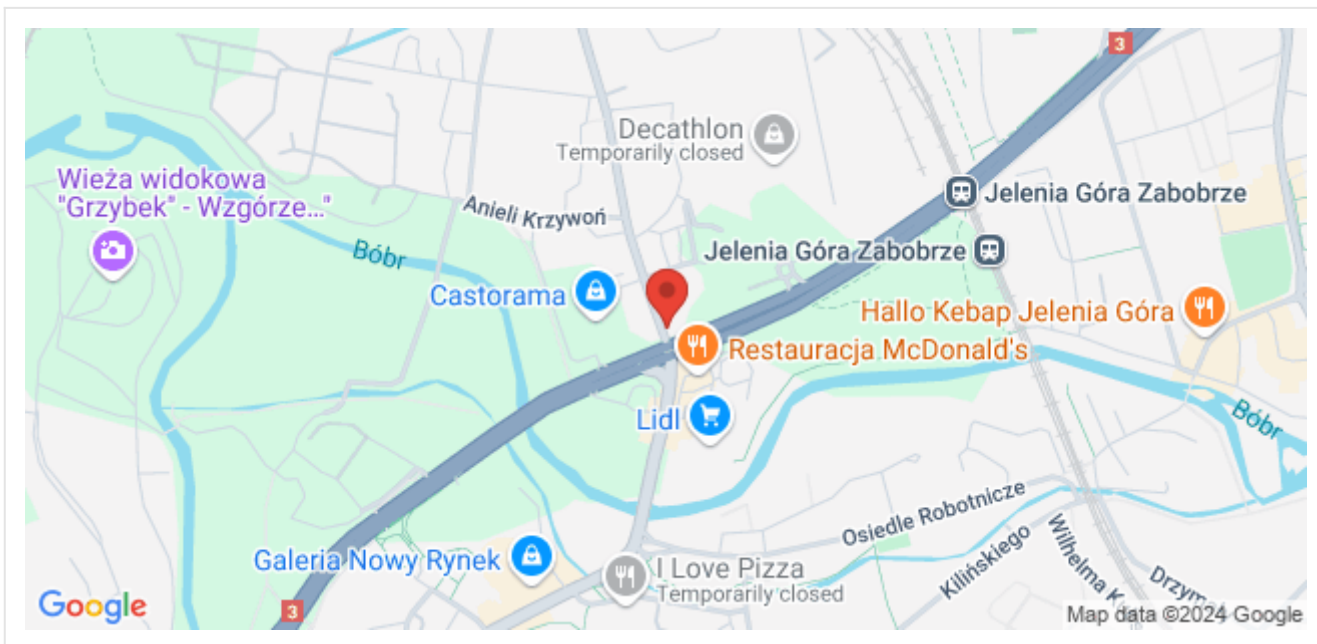 3
Decathlon
Temporarily closed
Wieża widokowa
"Grzybek" - Wzgórze..."
Anieli Krzywoń
Jelenia Góra Zabobrze
Bóbr
Jelenia Góra Zabobrze
Castorama
Hallo Kebap Jelenia Góra
Restauracja McDonald's
Lidl
Bóbr
Osiedle Robotnicze
Kilińskiego
Wilhelma K
Drzym
Galeria Nowy Rynek
I Love Pizza
Temporarily closed
3
Google
Map data ©2024 Google